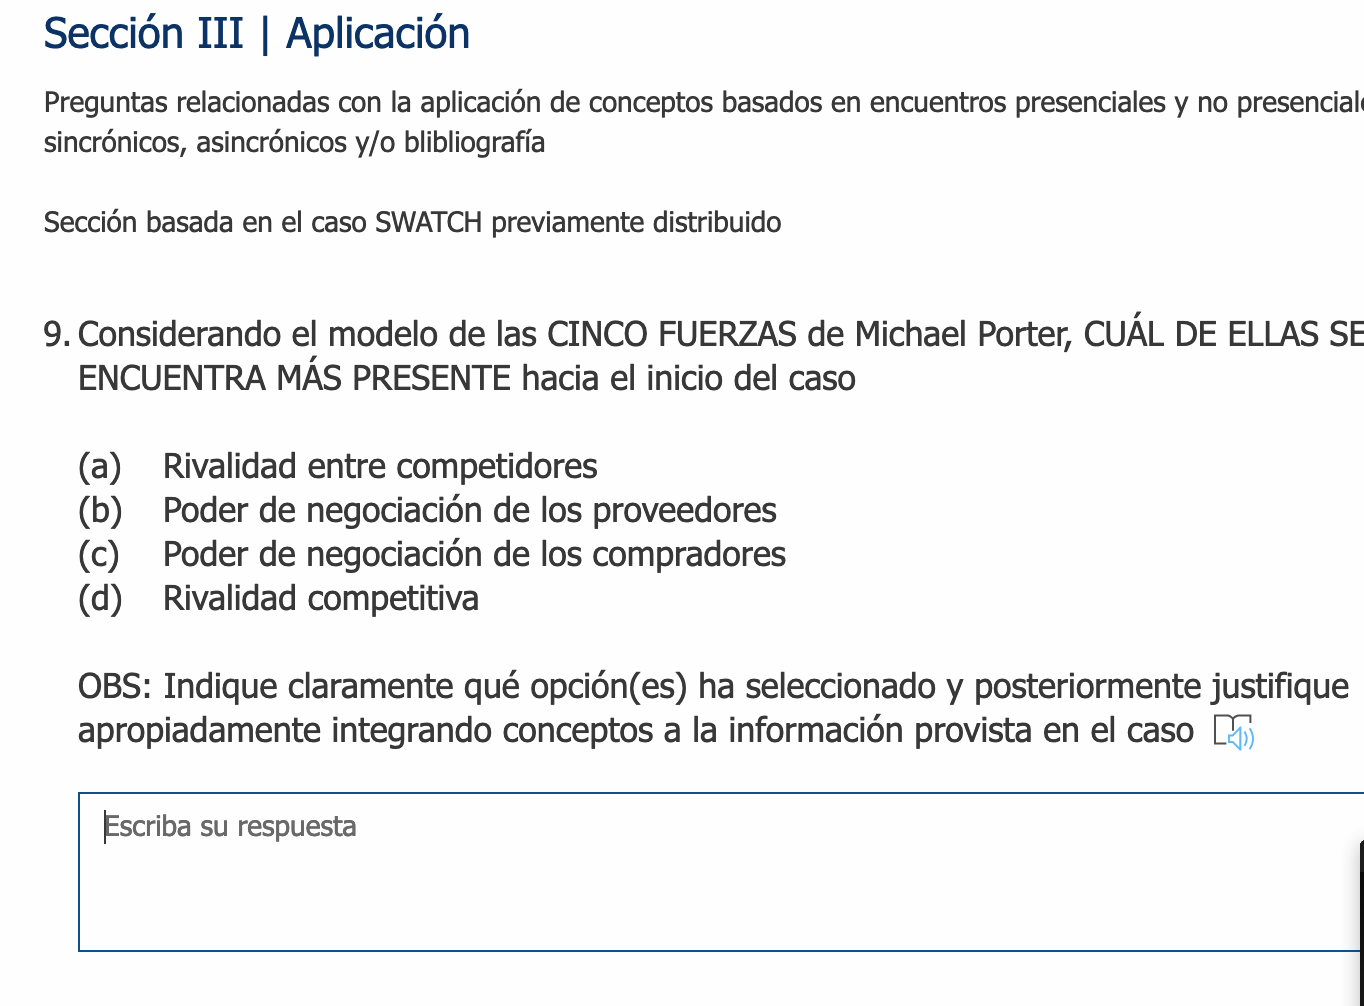 Sección III | Aplicación
Preguntas relacionadas con la aplicación de conceptos basados en encuentros presenciales y no presenciale
sincrónicos, asincrónicos y/o blibliografía
Sección basada en el caso SWATCH previamente distribuido
9. Considerando el modelo de las CINCO FUERZAS de Michael Porter, CUÁL DE ELLAS SE
ENCUENTRA MÁS PRESENTE hacia el inicio del caso
(a) Rivalidad entre competidores
(b) Poder de negociación de los proveedores
(c) Poder de negociación de los compradores
(d) Rivalidad competitiva
OBS: Indique claramente qué opción(es) ha seleccionado y posteriormente justifique
apropiadamente integrando conceptos a la información provista en el caso
Escriba su respuesta